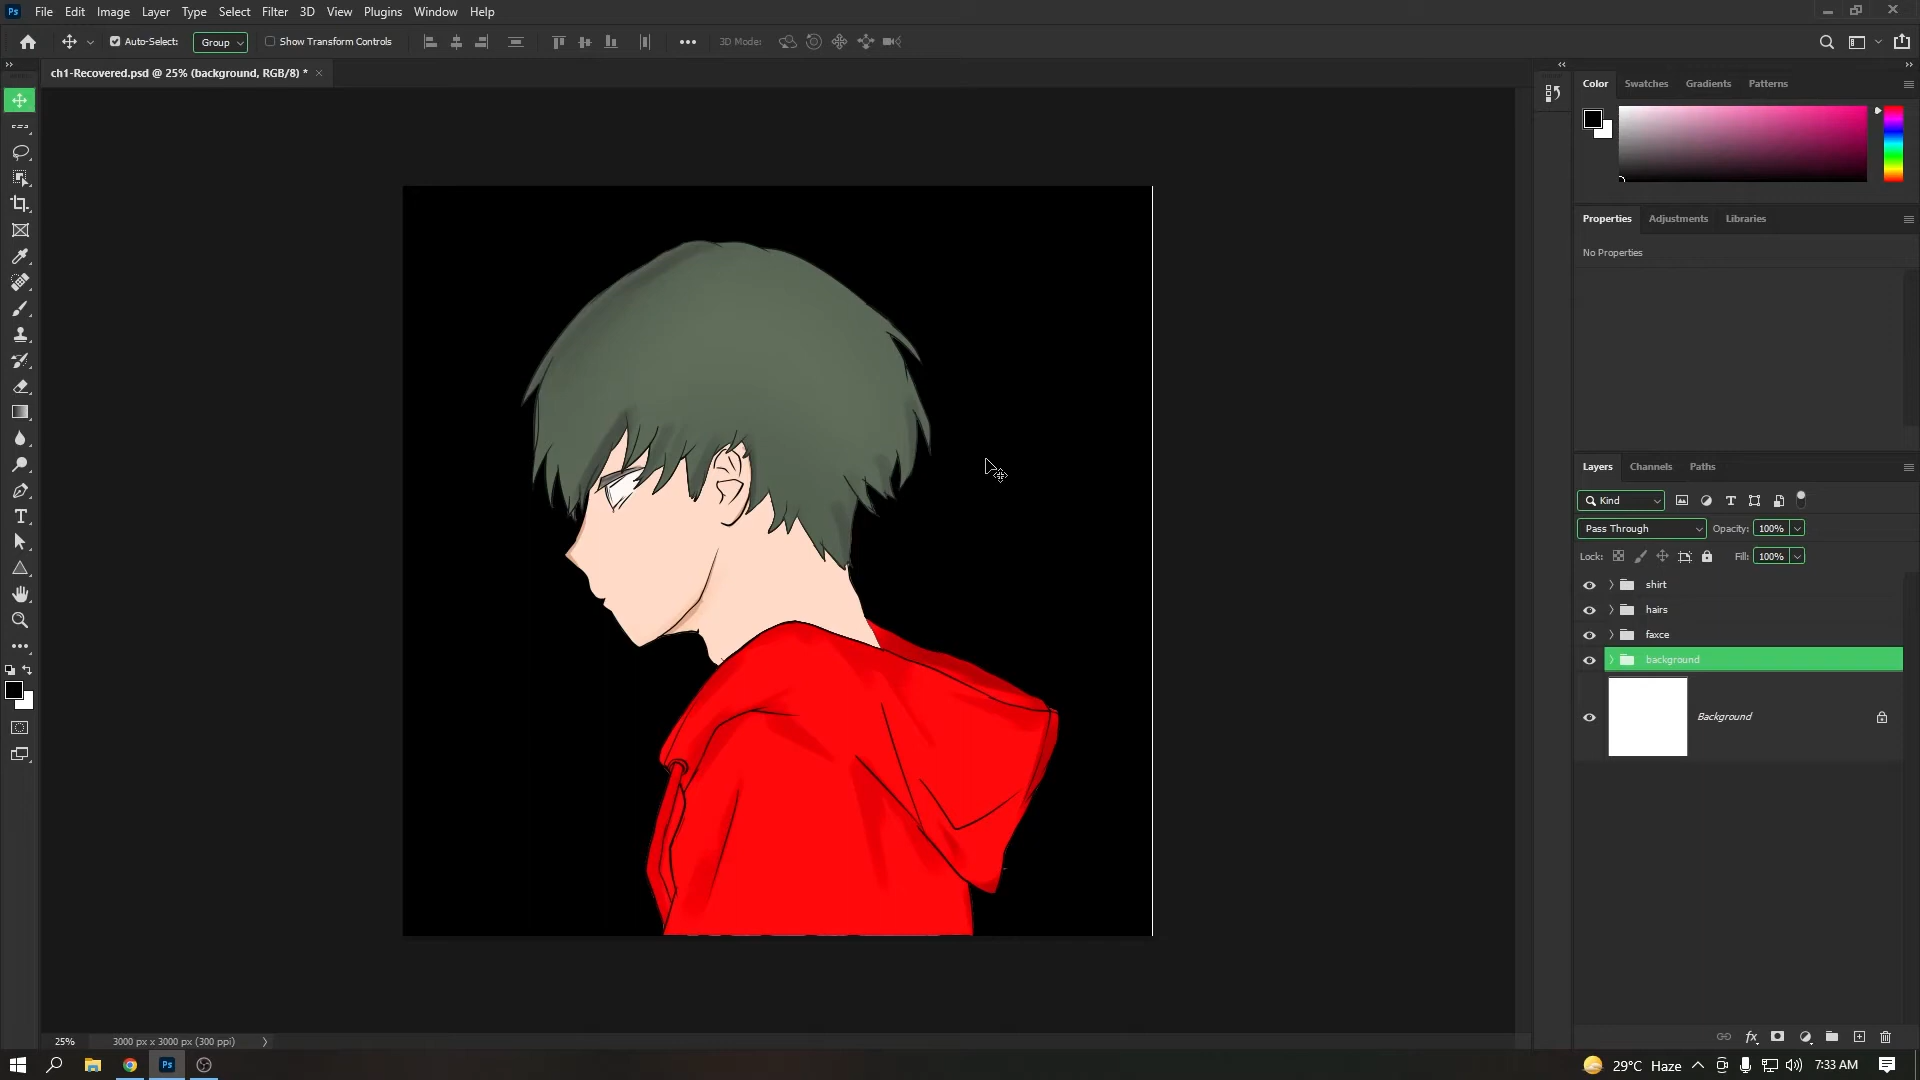 Ps File Edit Image Layer Type Select Filter 3D View Plugins Window Help
Auto-Select: Group Show Transform Controls 3D Mode:
ch1-Recovered.psd @ 25% (background, RGB/8) *
Color Swatches Gradients Patterns
Properties Adjustments Libraries
No Properties
Layers Channels Paths
Kind
Pass Through Opacity: 100%
Lock: Fill: 100%
shirt
hairs
faxce
background
Background
25% 3000 px x 3000 px (300 ppi)
fx
Ps 29°C Haze 7:33 AM